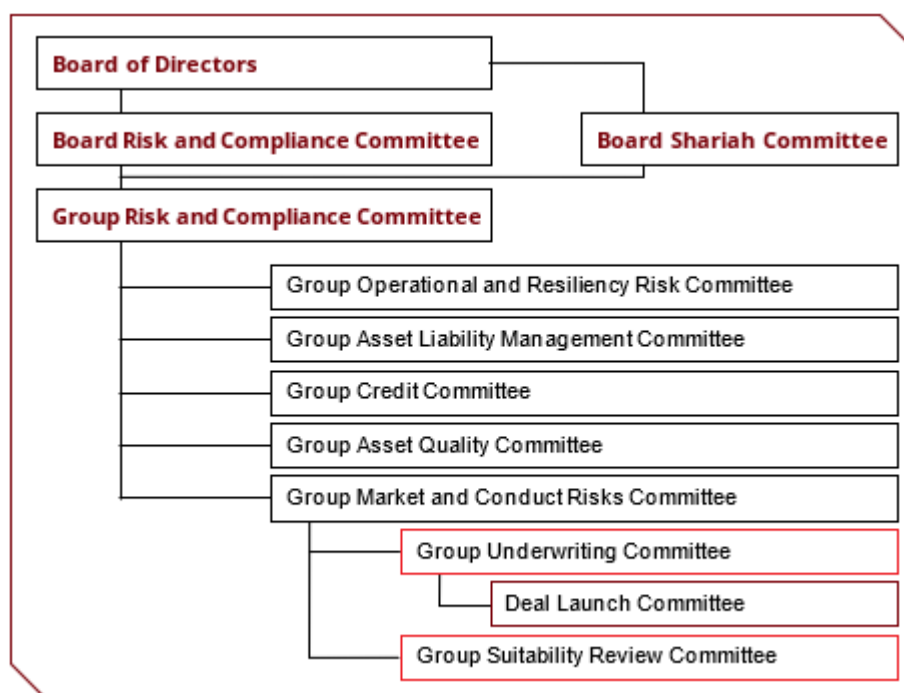 Board of Directors
Board Risk and Compliance Committee
Board Shariah Committee
Group Risk and Compliance Committee
Group Operational and Resiliency Risk Committee
Group Asset Liability Management Committee
Group Credit Committee
Group Asset Quality Committee
Group Market and Conduct Risks Committee
Group Underwriting Committee
Deal Launch Committee
Group Suitability Review Committee